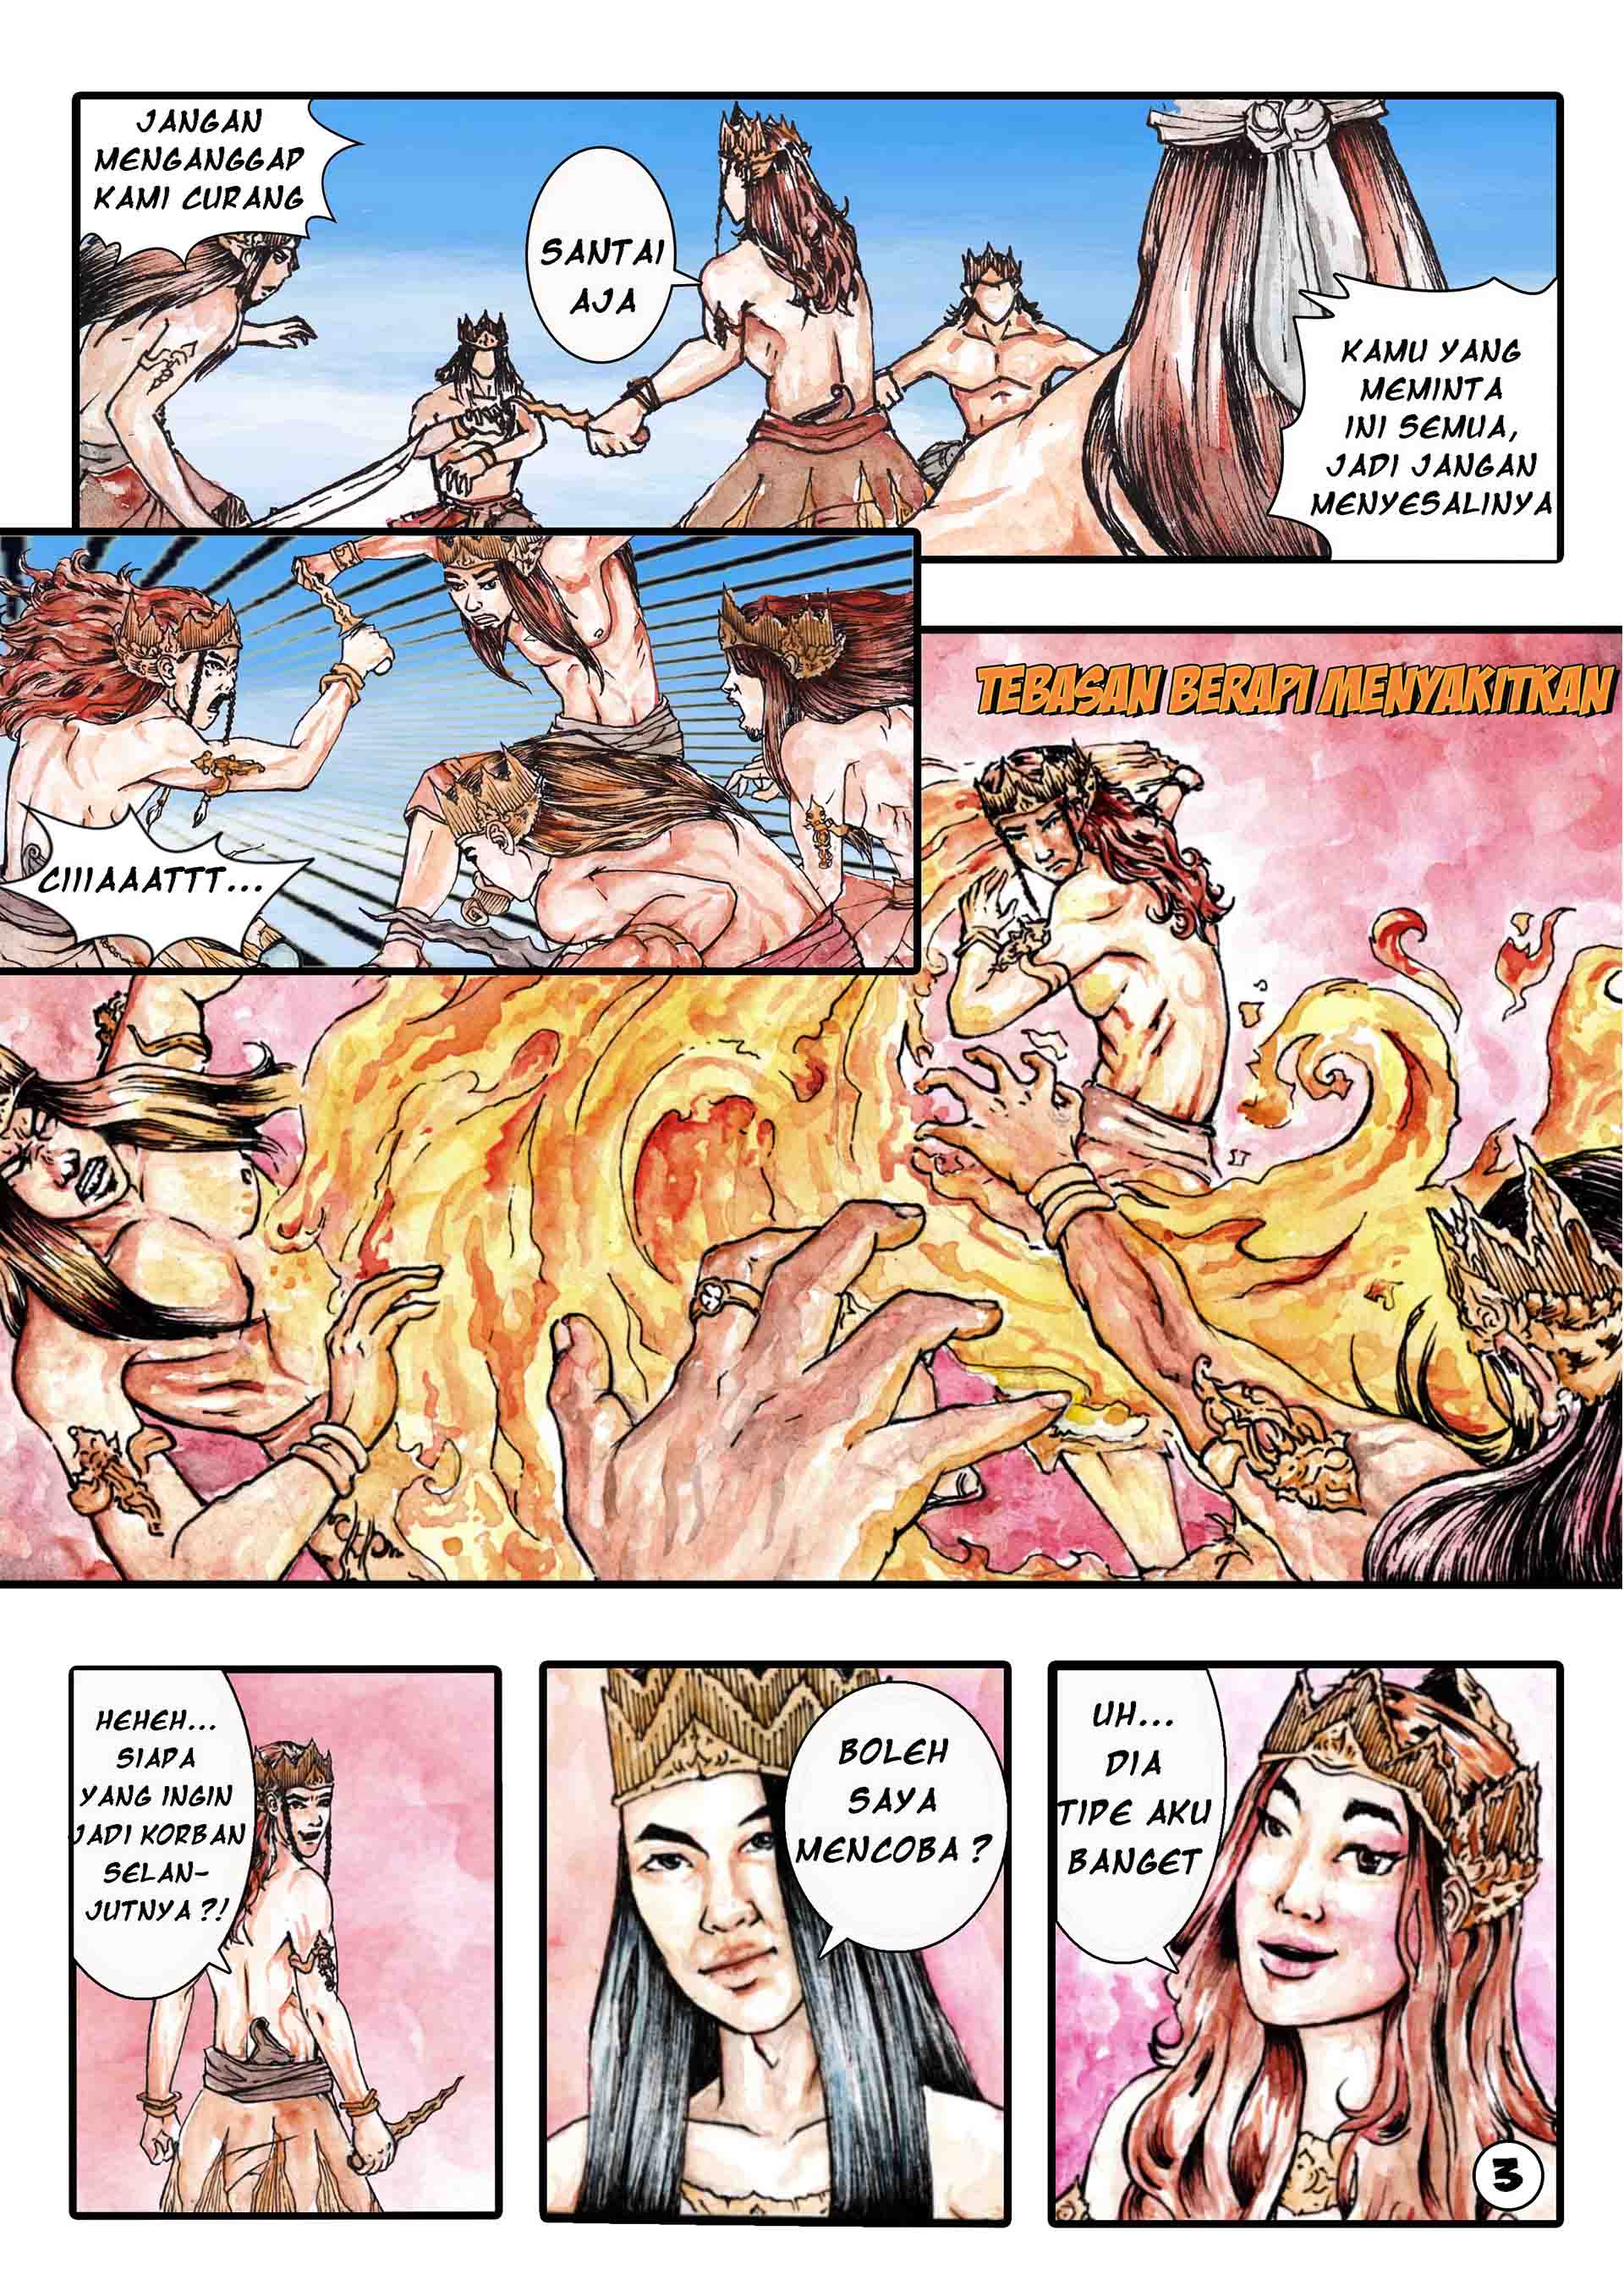 JANGAN
MENGANGGAP
KAMI CURANG
SANTAI
AJA
KAMU YANG
MEMINTA
INI SEMUA,
JADI JANGAN
MENYESALINYA
CIIIAAATTT...
TEBASAN BERAPI MENYAKITKAN
HEHEH...
SIAPA
YANG INGIN
JADI KORBAN
SELAN-
JUTNYA ?!
BOLEH
SAYA
MENCOBA ?
UH...
DIA
TIPE AKU
BANGET
3